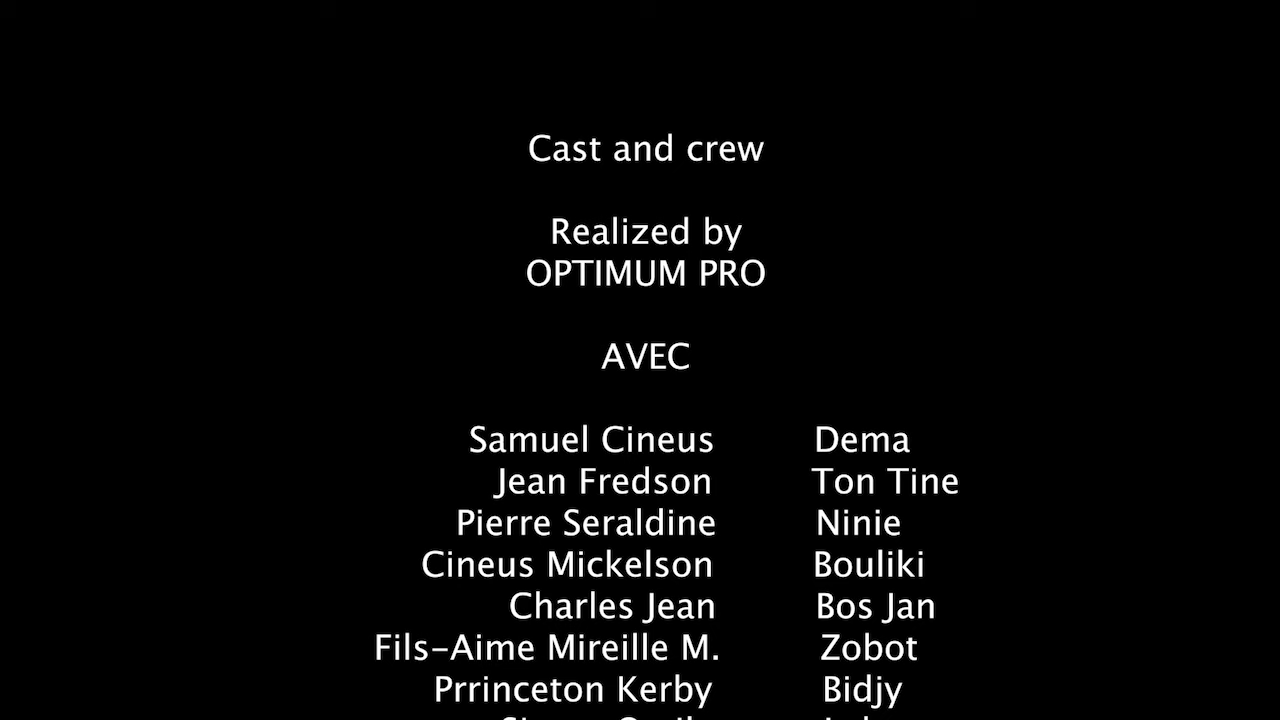 Cast and crew
Realized by
OPTIMUM PRO
AVEC
Samuel Cineus Dema
Jean Fredson Ton Tine
Pierre Seraldine Ninie
Cineus Mickelson Bouliki
Charles Jean Bos Jan
Fils-Aime Mireille M. Zobot
Prrinceton Kerby Bidjy